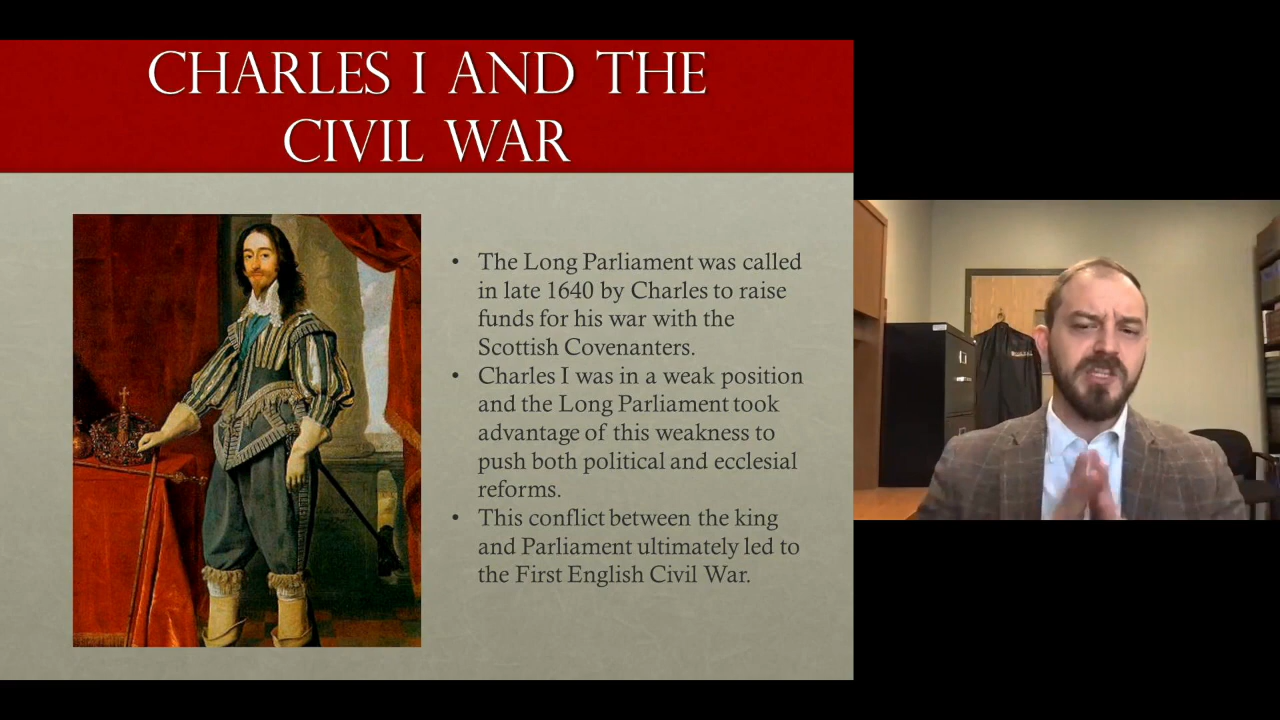 CHARLES I AND THE
CIVIL WAR
• The Long Parliament was called
in late 1640 by Charles to raise
funds for his war with the
Scottish Covenanters.
• Charles I was in a weak position
and the Long Parliament took
advantage of this weakness to
push both political and ecclesial
reforms.
• This conflict between the king
and Parliament ultimately led to
the First English Civil War.